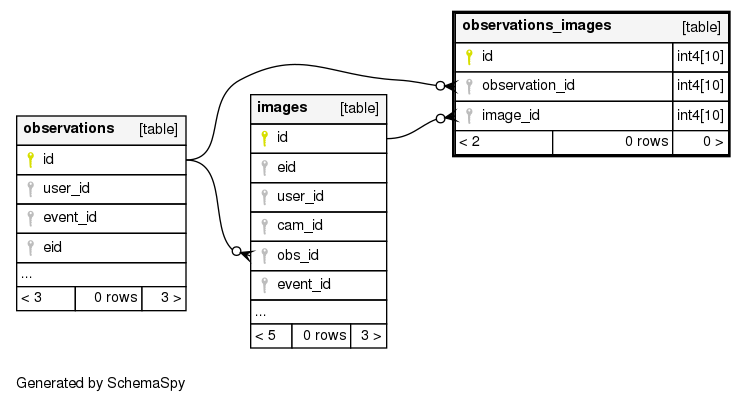 observations_images [table]
id int4[10]
observation_id int4[10]
image_id int4[10]
< 2 0 rows 0 >
images [table]
id
eid
user_id
cam_id
obs_id
event_id
...
< 5 0 rows 3 >
observations [table]
id
user_id
event_id
eid
...
< 3 0 rows 3 >
Generated by SchemaSpy